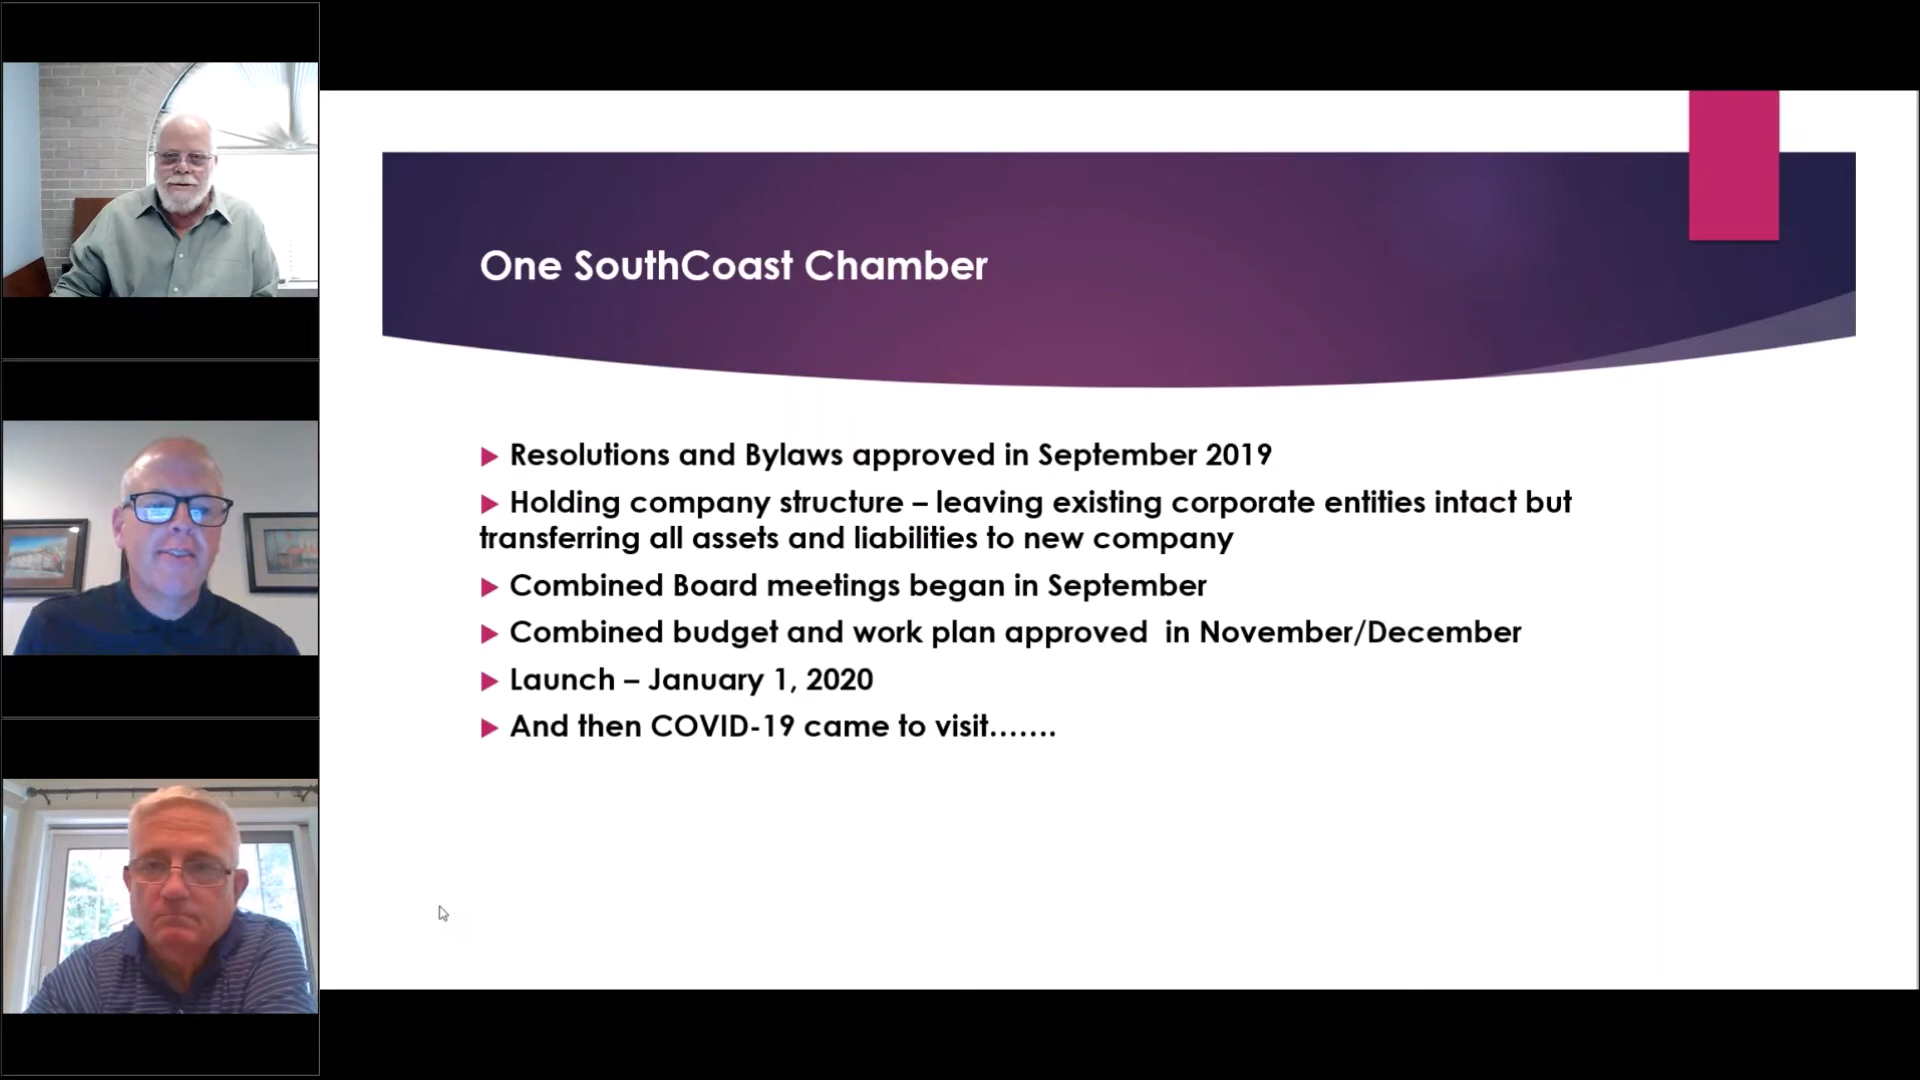 One SouthCoast Chamber
Resolutions and Bylaws approved in September 2019
Holding company structure – leaving existing corporate entities intact but
transferring all assets and liabilities to new company
Combined Board meetings began in September
Combined budget and work plan approved  in November/December
Launch – January 1, 2020
And then COVID-19 came to visit.......